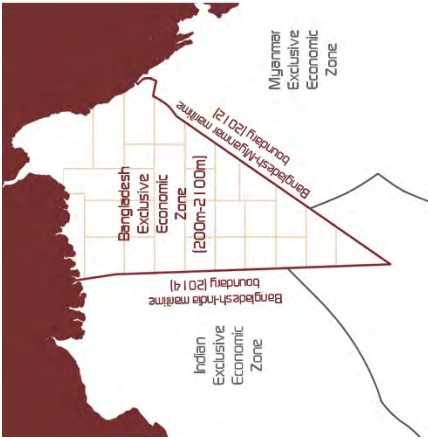 Myanmar
Exclusive
Economic
Zone
Bangladesh-Myanmar maritime
boundary (2012)
Bangladesh
Exclusive
Economic
Zone
(200m-2100m)
Bangladesh-India maritime
boundary (2014)
Indian
Exclusive
Economic
Zone